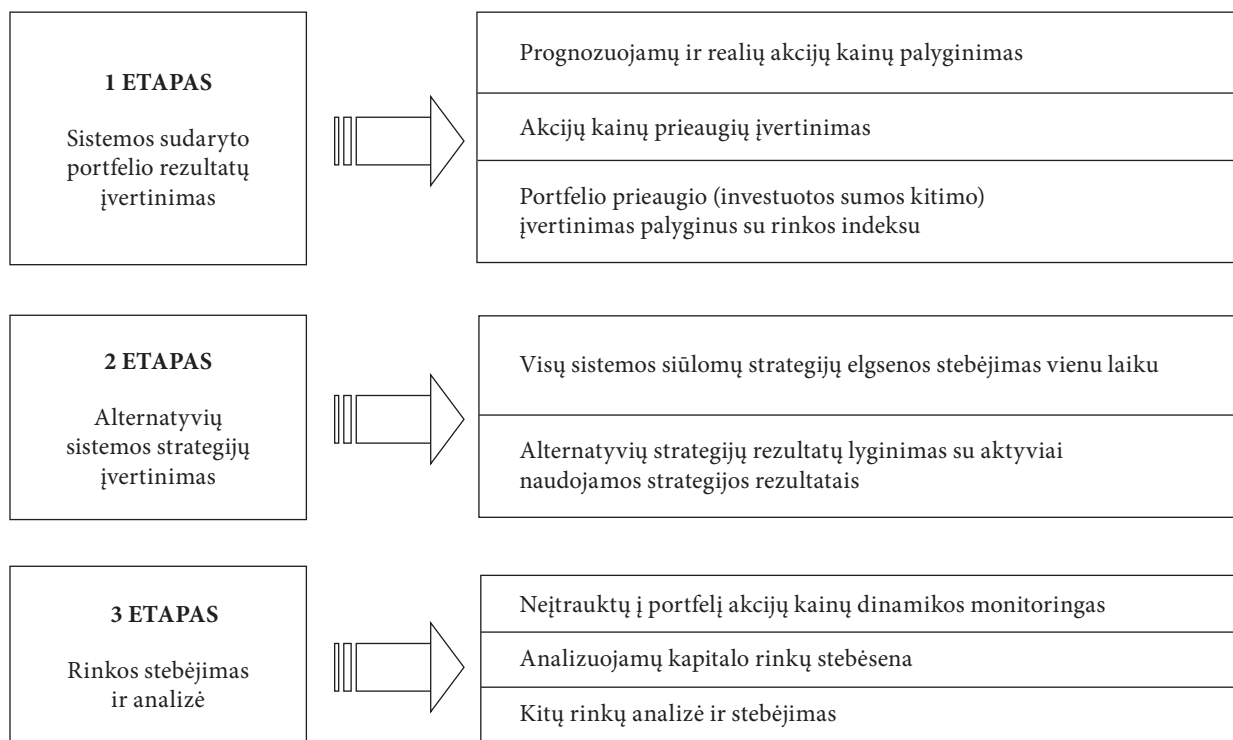 1 ETAPAS
Sistemos sudaryto
portfelio rezultatų
įvertinimas
Prognozuojamų ir realių akcijų kainų palyginimas
Akcijų kainų prieaugių įvertinimas
Portfelio prieaugio (investuotos sumos kitimo)
įvertinimas palyginus su rinkos indeksu
2 ETAPAS
Alternatyvių
sistemos strategijų
įvertinimas
Visų sistemos siūlomų strategijų elgsenos stebėjimas vienu laiku
Alternatyvių strategijų rezultatų lyginimas su aktyviai
naudojamos strategijos rezultatais
3 ETAPAS
Rinkos stebėjimas
ir analizė
Neįtrauktų į portfelį akcijų kainų dinamikos monitoringas
Analizuojamų kapitalo rinkų stebėsena
Kitų rinkų analizė ir stebėjimas